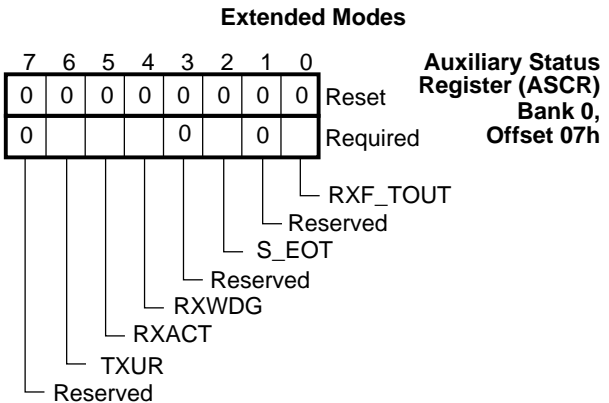 Extended Modes
7 6 5 4 3 2 1 0
Auxiliary Status
Register (ASCR)
Bank 0,
Offset 07h
0 0 0 0 0 0 0 0 Reset
0 0 0 Required
RXF_TOUT
Reserved
S_EOT
Reserved
RXWDG
RXACT
TXUR
Reserved